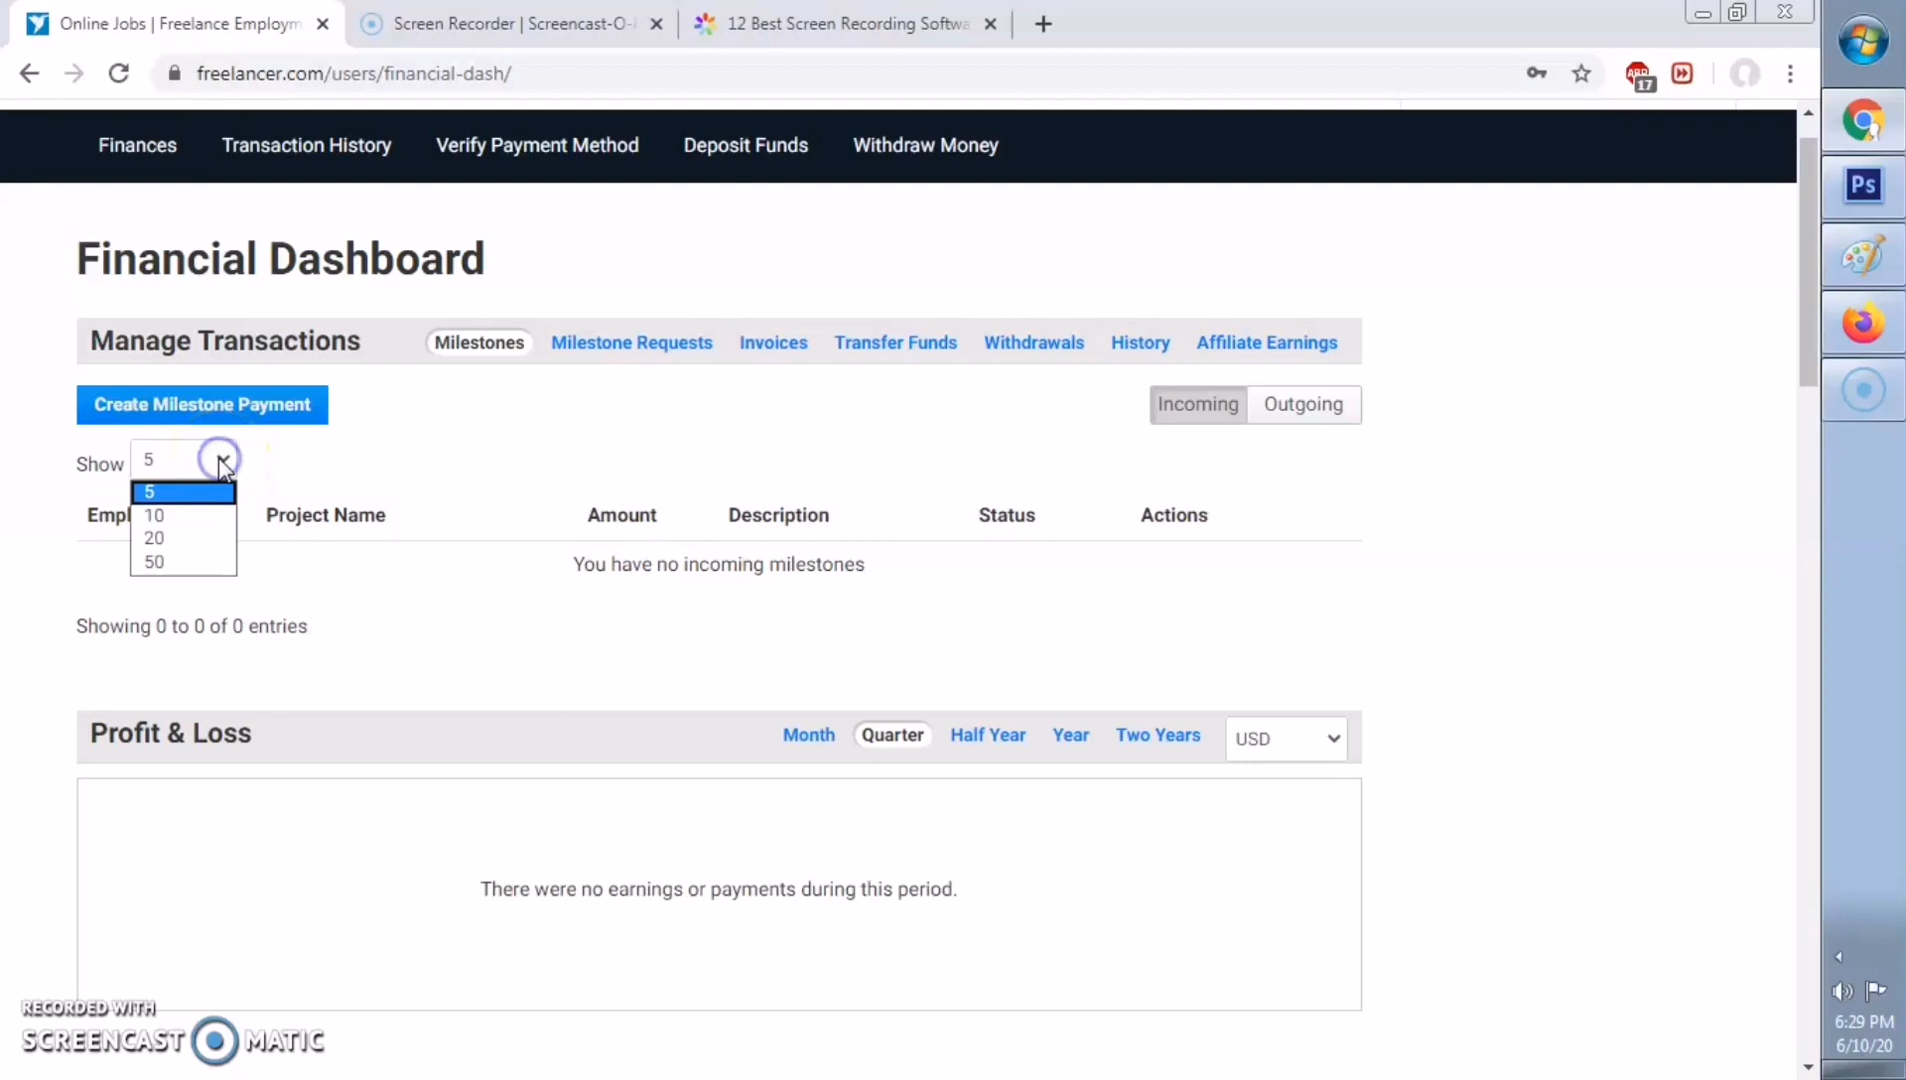 Online Jobs | Freelance Employm
Screen Recorder | Screencast-O-
12 Best Screen Recording Softwa
freelancer.com/users/financial-dash/
ABP
17
Finances
Transaction History
Verify Payment Method
Deposit Funds
Withdraw Money
Financial Dashboard
Manage Transactions
Milestones
Milestone Requests
Invoices
Transfer Funds
Withdrawals
History
Affiliate Earnings
Create Milestone Payment
Incoming
Outgoing
Show
5
5
10
20
50
Empl
Project Name
Amount
Description
Status
Actions
You have no incoming milestones
Showing 0 to 0 of 0 entries
Profit & Loss
Month
Quarter
Half Year
Year
Two Years
USD
There were no earnings or payments during this period.
RECORDED WITH
SCREENCAST MATIC
Ps
6:29 PM
6/10/20